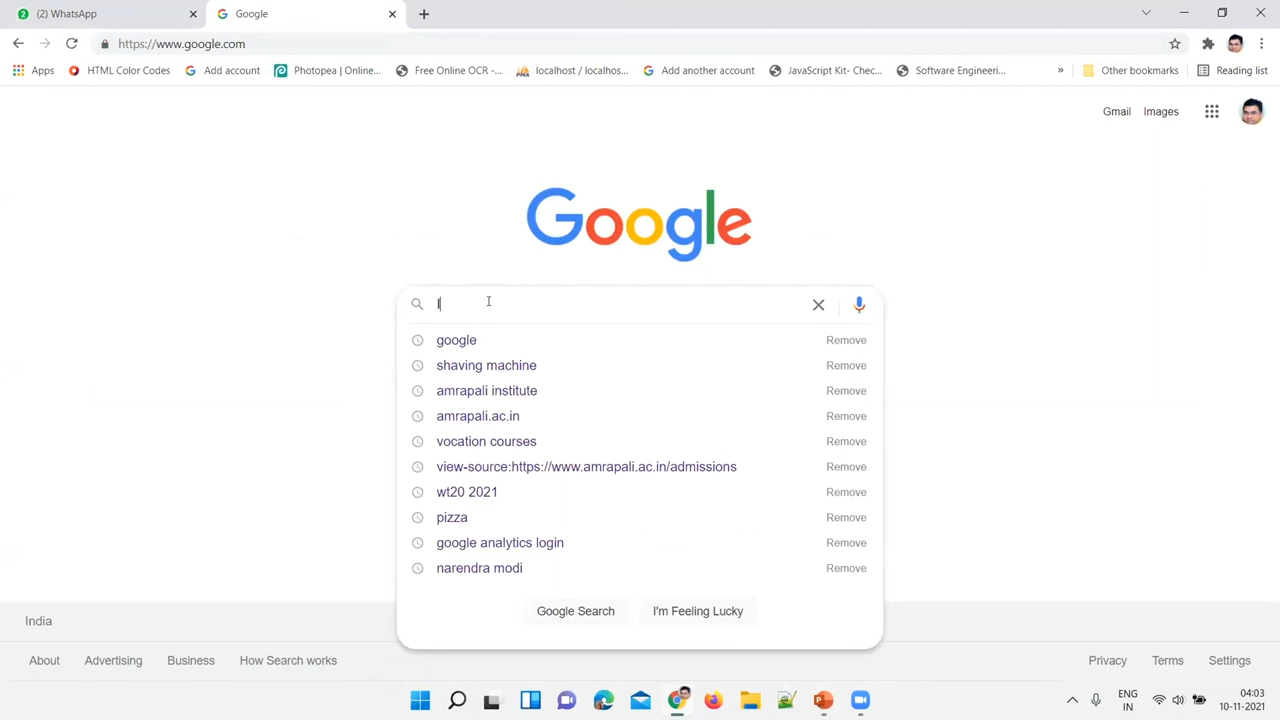 2
(1) WhatsApp
Google
https://www.google.com
Apps
HTML Color Codes
Add account
Photopea | Online...
Free Online OCR -...
localhost / localhos...
Add another account
JavaScript Kit- Chec...
Software Engineeri...
»
Other bookmarks
Reading list
Gmail
Images
Google
I
google
Remove
shaving machine
Remove
amrapali institute
Remove
amrapali.ac.in
Remove
vocation courses
Remove
view-source:https://www.amrapali.ac.in/admissions
Remove
wt20 2021
Remove
pizza
Remove
google analytics login
Remove
narendra modi
Remove
Google Search
I'm Feeling Lucky
India
About
Advertising
Business
How Search works
Privacy
Terms
Settings
ENG
IN
04:03
10-11-2021